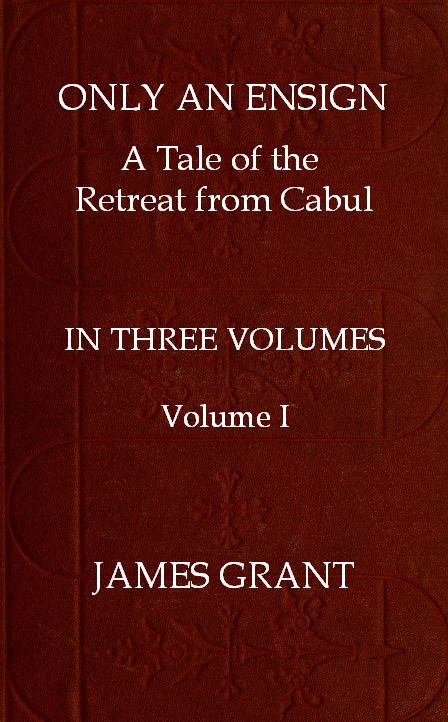 ONLY AN ENSIGN
A Tale of the
Retreat from Cabul
IN THREE VOLUMES
Volume I
JAMES GRANT